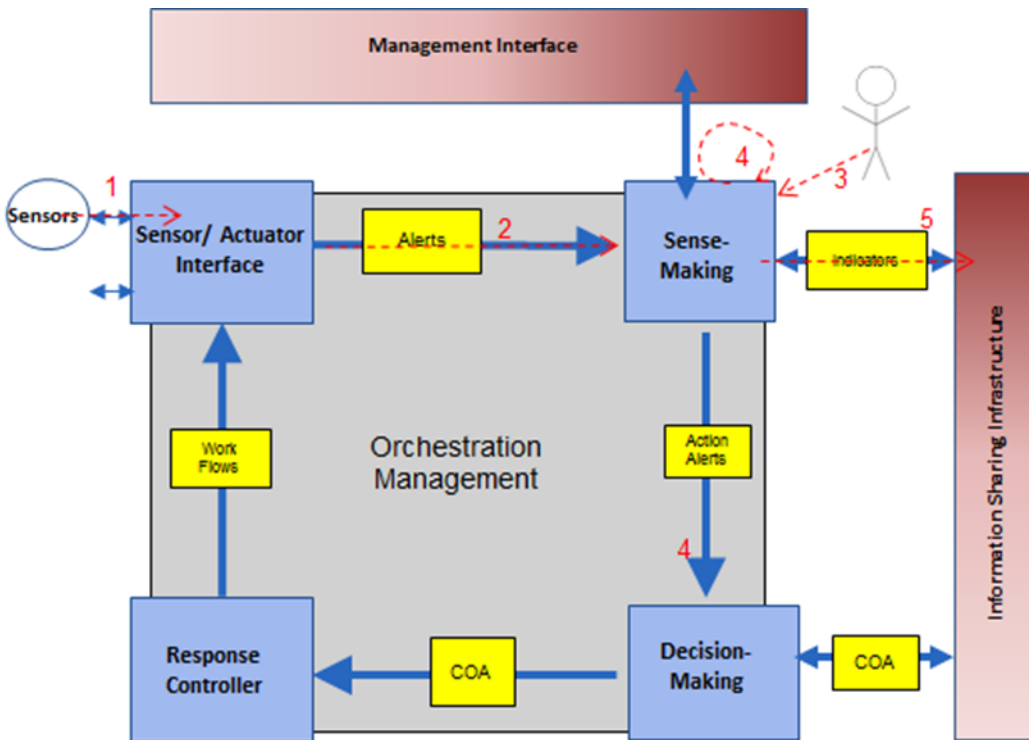 Management Interface
4
3
1
Sensors
Sensor/ Actuator
Interface
Alerts
2
Sense-
Making
5
Indicators
Work
Flows
Orchestration
Management
Action
Alerts
4
Information Sharing Infrastructure
Response
Controller
COA
Decision-
Making
COA